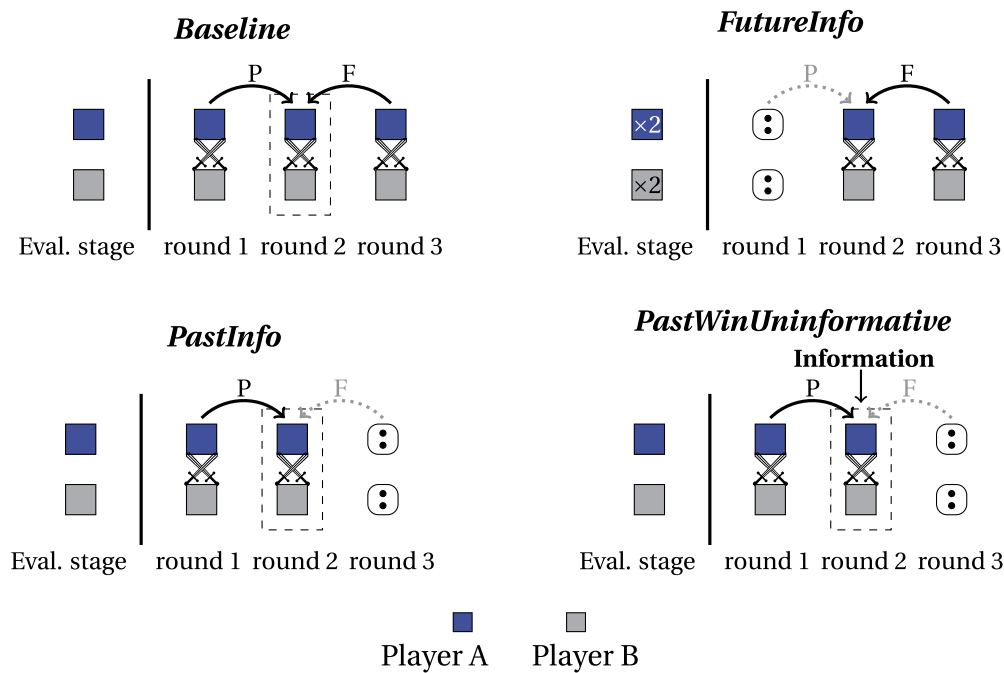 Baseline
P F
Eval. stage round 1 round 2 round 3
FutureInfo
P F
×2
×2
Eval. stage round 1 round 2 round 3
PastInfo
P F
Eval. stage round 1 round 2 round 3
PastWinUninformative
Information
P F
Eval. stage round 1 round 2 round 3
Player A Player B